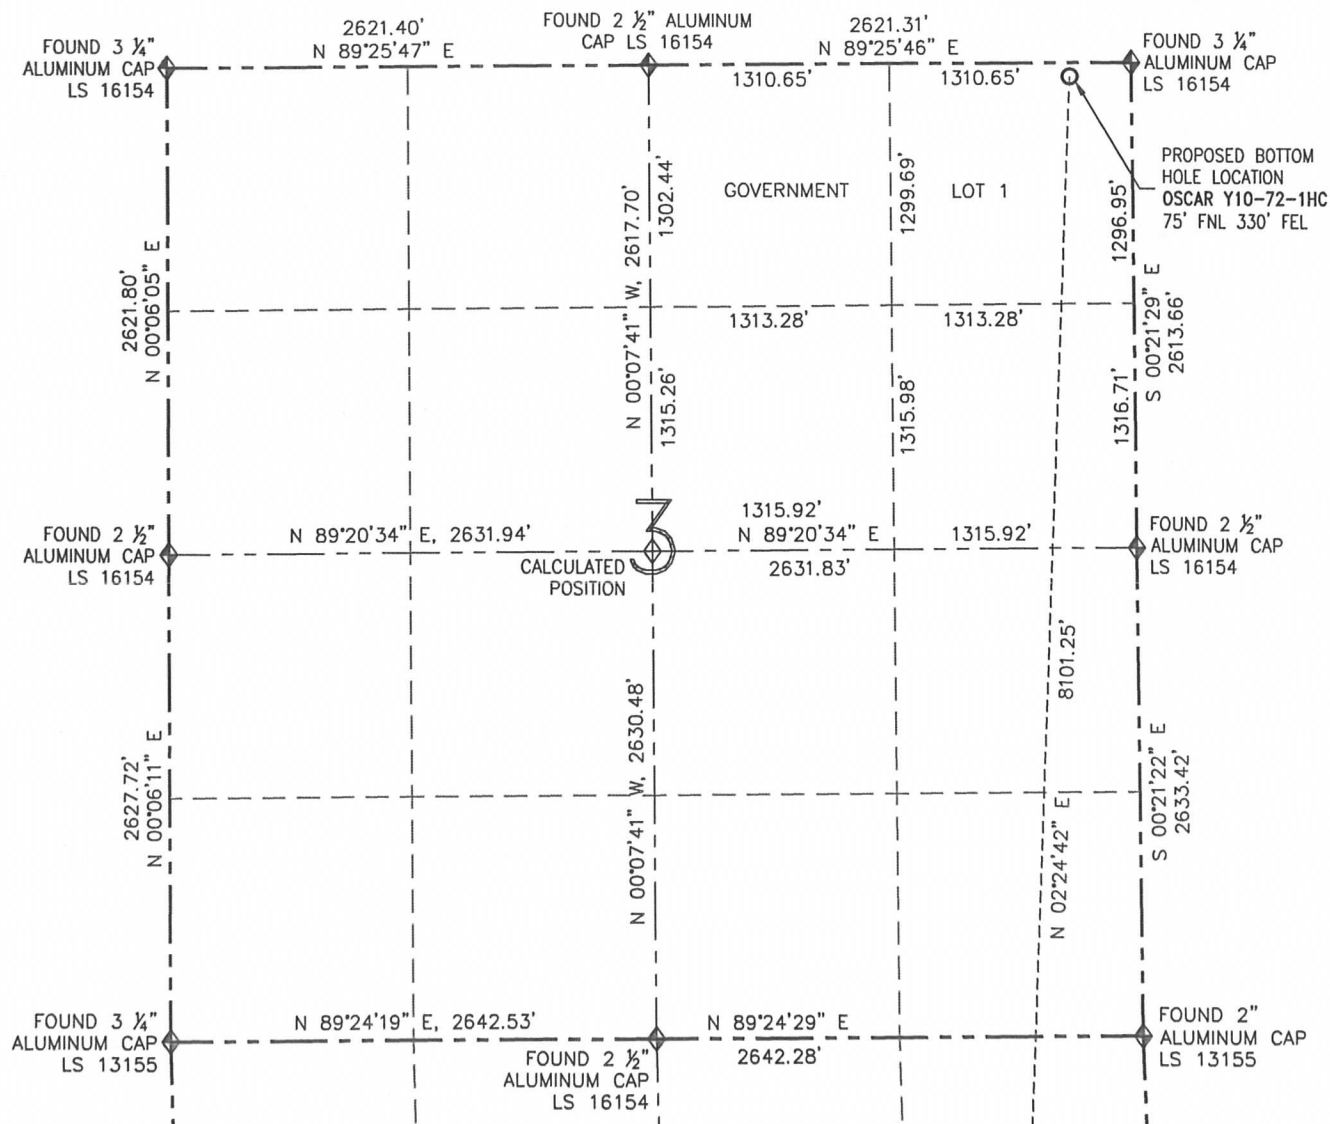 2621.40'
N 89°25'47" E
FOUND 2 ½" ALUMINUM
CAP LS 16154
2621.31'
N 89°25'46" E
FOUND 3 ¼"
ALUMINUM CAP
LS 16154
FOUND 3 ¼"
ALUMINUM CAP
LS 16154
1310.65'
1310.65'
PROPOSED BOTTOM
HOLE LOCATION
OSCAR Y10-72-1HC
75' FNL 330' FEL
GOVERNMENT
LOT 1
2621.80'
N 00°06'05" E
N 00°07'41" W, 2617.70'
1302.44'
1299.69'
1296.95'
S 00°21'29" E
2613.66'
1313.28'
1313.28'
1315.26'
1315.98'
1316.71'
FOUND 2 ½"
ALUMINUM CAP
LS 16154
N 89°20'34" E, 2631.94'
3
CALCULATED
POSITION
1315.92'
N 89°20'34" E
2631.83'
1315.92'
FOUND 2 ½"
ALUMINUM CAP
LS 16154
8101.25'
N 02°24'42" E
2627.72'
N 00°06'11" E
N 00°07'41" W, 2630.48'
S 00°21'22" E
2633.42'
FOUND 3 ¼"
ALUMINUM CAP
LS 13155
N 89°24'19" E, 2642.53'
FOUND 2 ½"
ALUMINUM CAP
LS 16154
N 89°24'29" E
2642.28'
FOUND 2"
ALUMINUM CAP
LS 13155